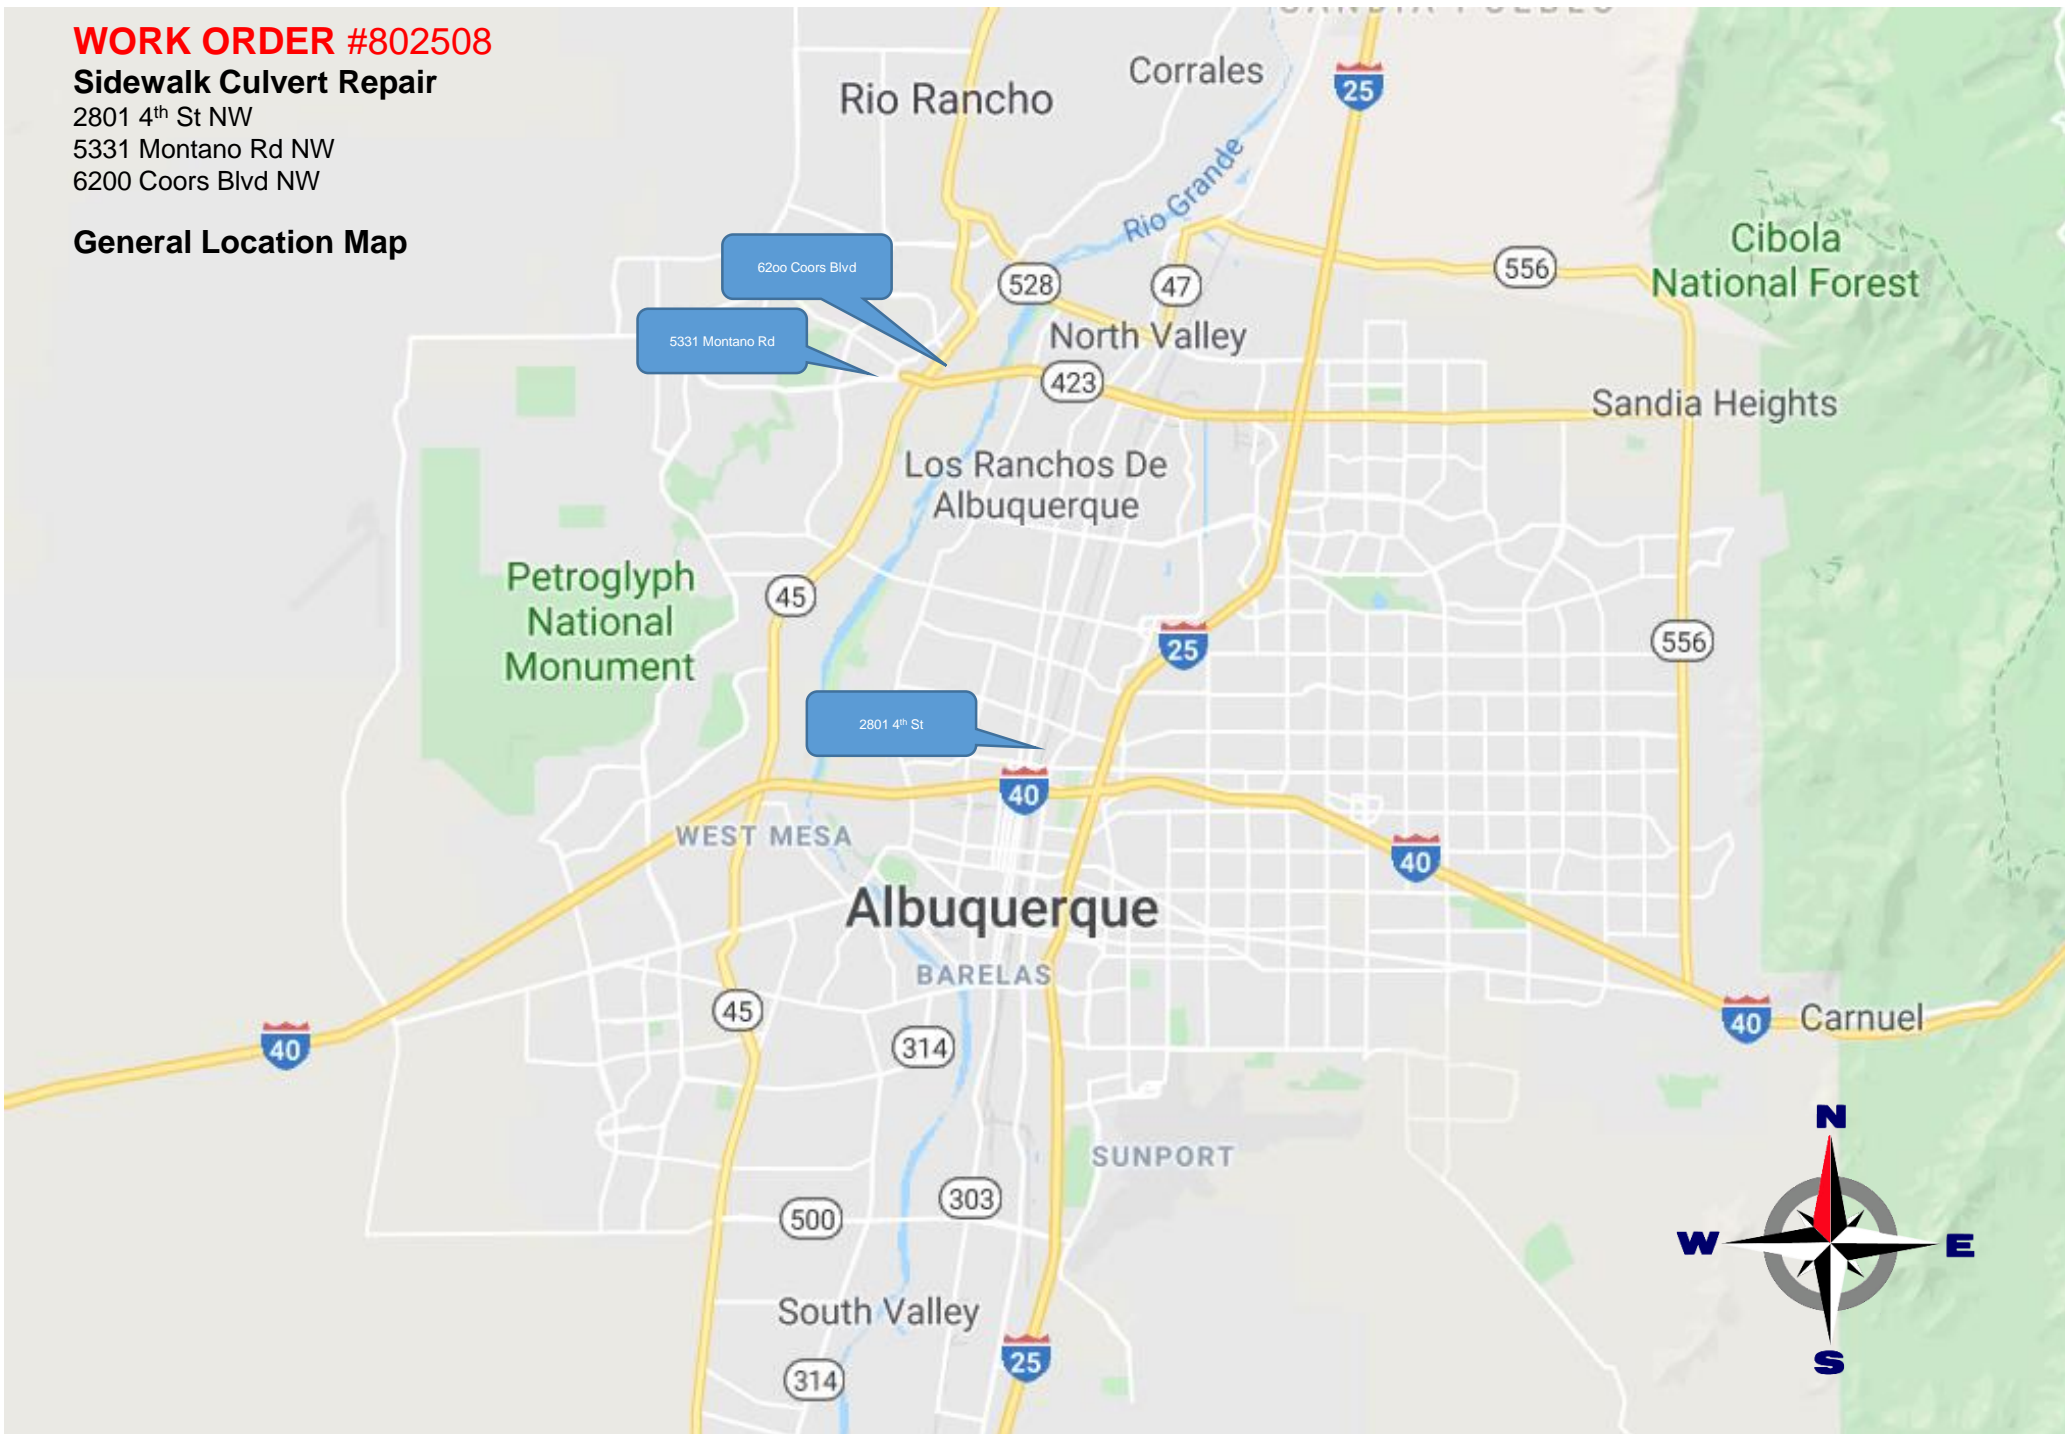 WORK ORDER #802508
Sidewalk Culvert Repair
2801 4th St NW
5331 Montano Rd NW
6200 Coors Blvd NW
General Location Map
Corrales
25
Rio Rancho
Rio Grande
Cibola
National Forest
62oo Coors Blvd
528
47
556
5331 Montano Rd
North Valley
423
Sandia Heights
Los Ranchos De
Albuquerque
Petroglyph
National
Monument
45
25
556
2801 4th St
40
WEST MESA
40
Albuquerque
BARELAS
45
40
Carnuel
40
314
SUNPORT
N
303
500
W
E
South Valley
25
S
314